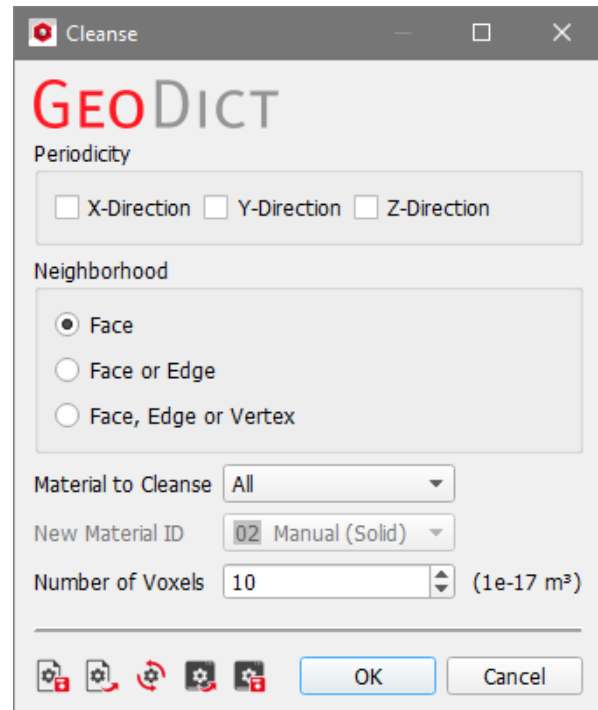 Cleanse
GEODICT
Periodicity
X-Direction Y-Direction Z-Direction
Neighborhood
Face
Face or Edge
Face, Edge or Vertex
Material to Cleanse All
New Material ID 02 Manual (Solid)
Number of Voxels 10 (1e-17 m³)
OK Cancel